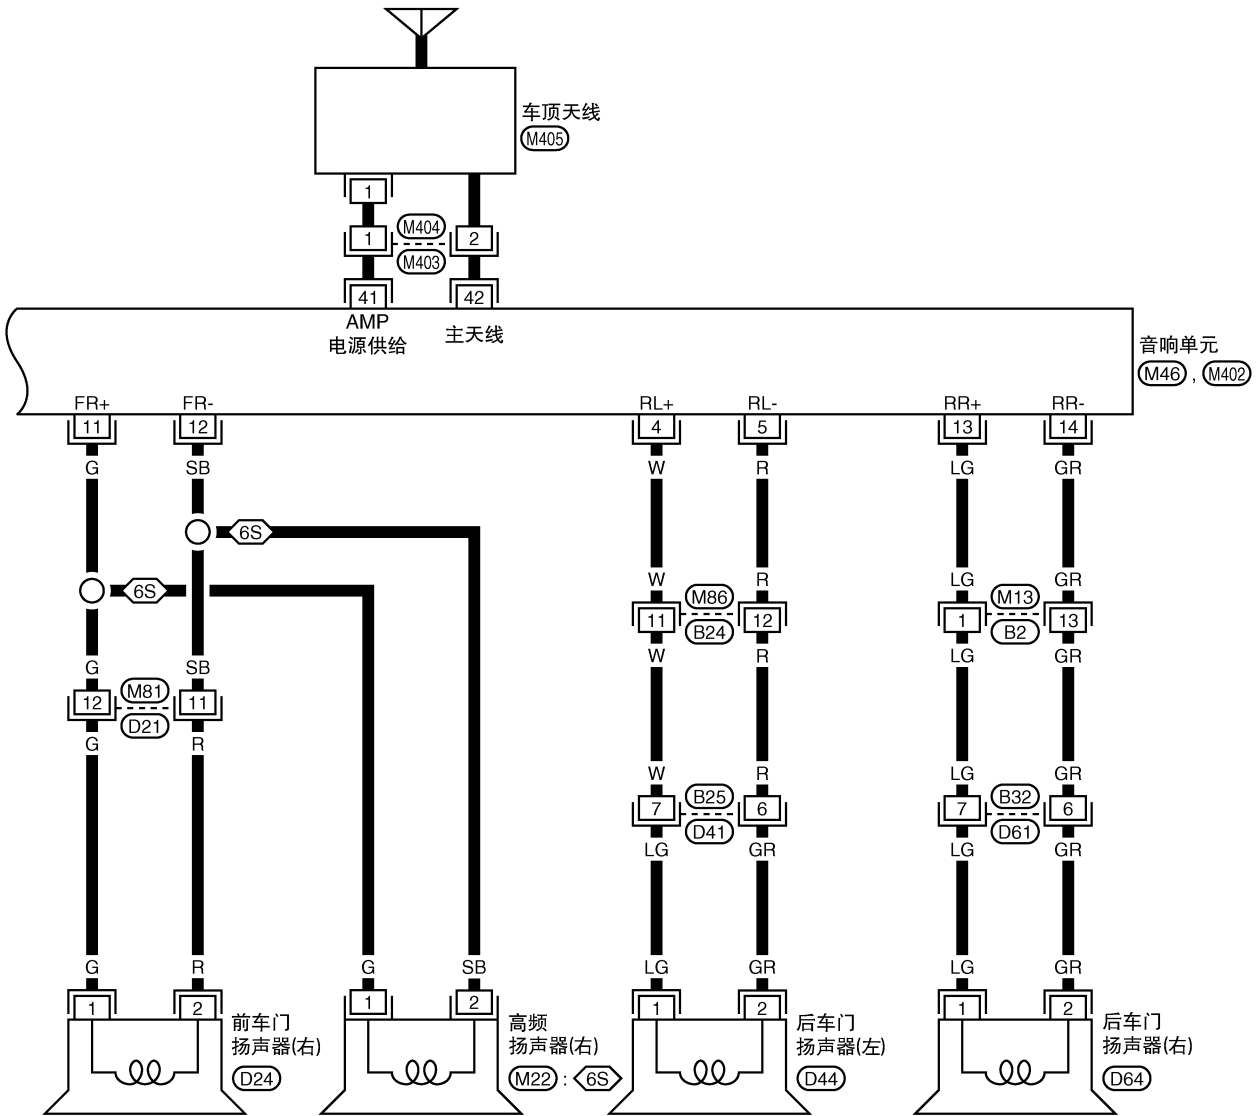 车顶天线
M405
1
M404
1
2
M403
41
42
AMP
电源供给
主天线
音响单元
M46 , M402
FR+
FR-
RL+
RL-
RR+
RR-
11
12
4
5
13
14
G
SB
W
R
LG
GR
6S
6S
W
R
LG
GR
M86
M13
11
12
1
13
B24
B2
G
SB
W
R
LG
GR
M81
12
11
D21
G
R
W
R
LG
GR
B25
B32
7
6
7
6
D41
D61
LG
GR
LG
GR
G
R
G
SB
LG
GR
LG
GR
1
2
1
2
1
2
1
2
前车门
扬声器(右)
D24
高频
扬声器(右)
M22 : 6S
后车门
扬声器(左)
D44
后车门
扬声器(右)
D64